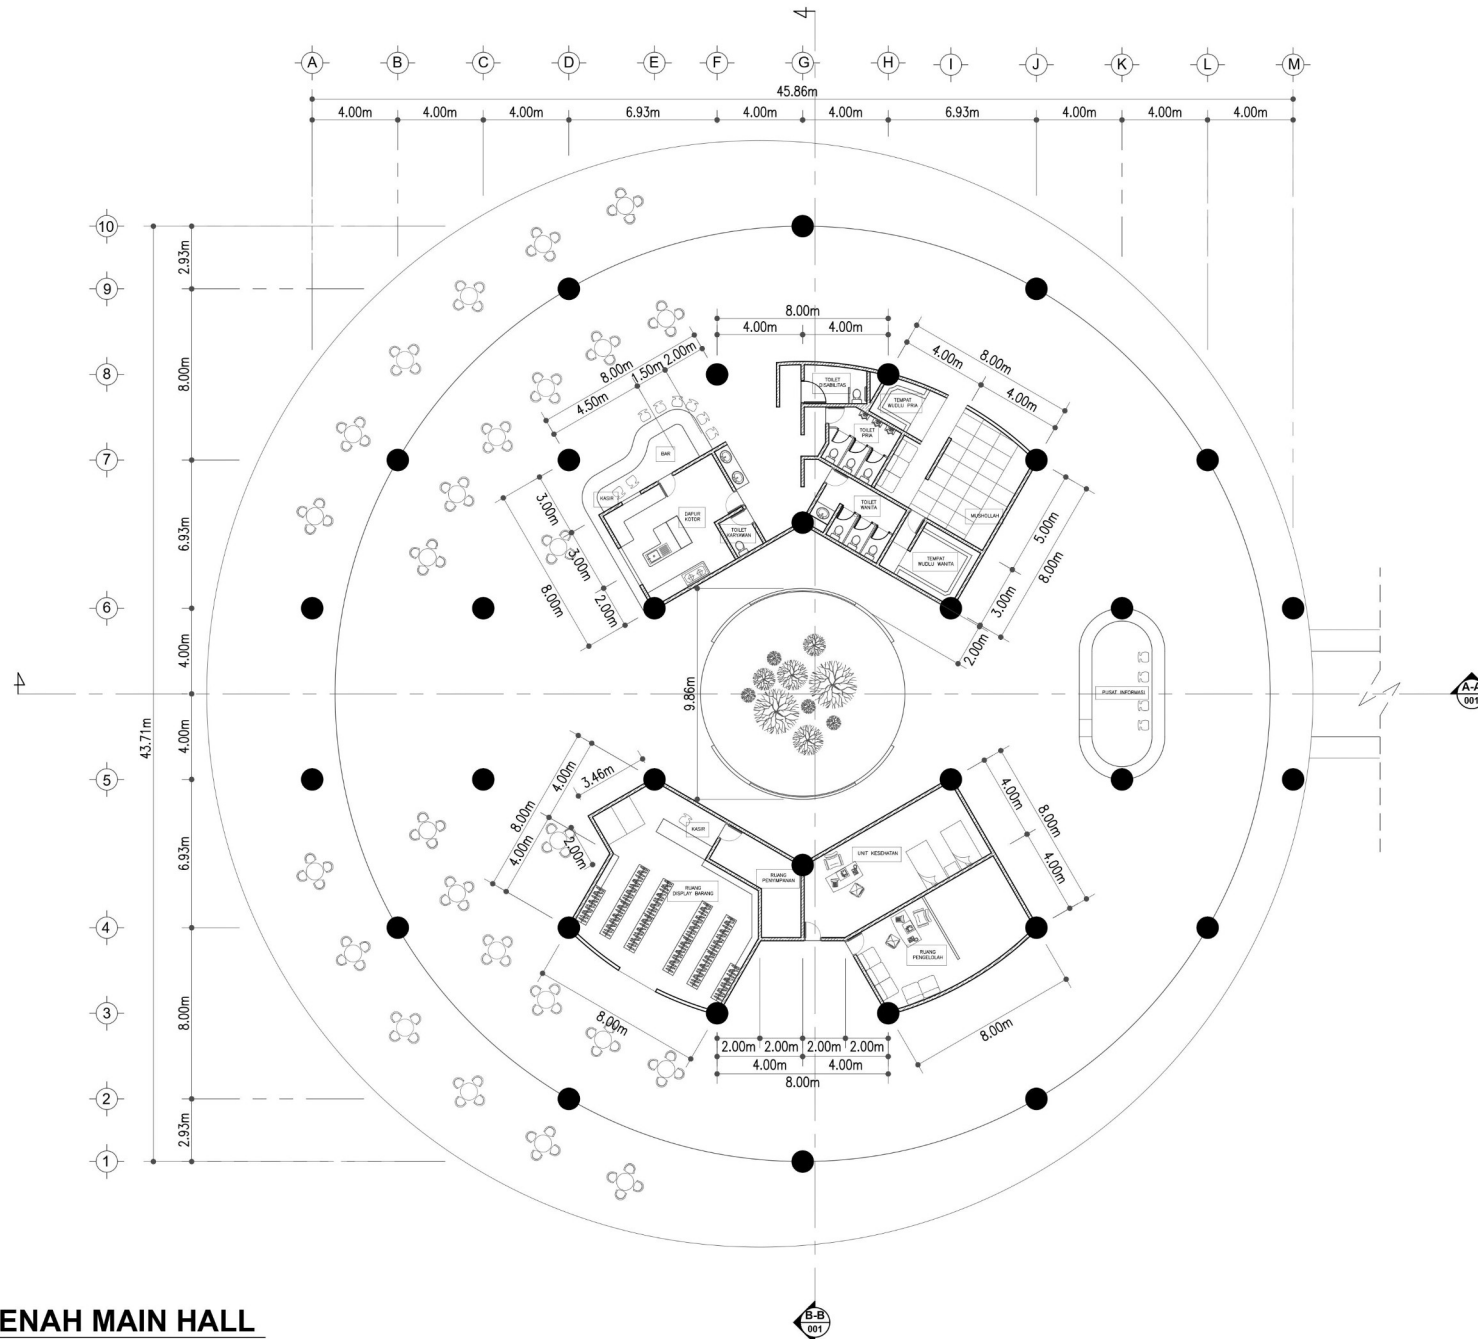 A B C D E F G H I J K L M
45.86m
4.00m 4.00m 4.00m 6.93m 4.00m 4.00m 6.93m 4.00m 4.00m 4.00m
10
9
8
7
6
5
4
3
2
1
43.71m
2.93m
8.00m
6.93m
4.00m
4.00m
6.93m
8.00m
2.93m
8.00m
4.00m 4.00m
8.00m
4.00m
4.00m
8.00m
4.50m 1.50m 2.00m
3.00m
3.00m
2.00m
8.00m
5.00m
3.00m
8.00m
2.00m
BAR
KASIR
DAPUR
KOTOR
TOILET
KARYAWAN
TOILET
DISABILITAS
TEMPAT
WUDLU PRIA
TOILET
PRIA
TOILET
WANITA
MUSHOLLAH
TEMPAT
WUDLU WANITA
9.86m
PUSAT INFORMASI
A-A
001
3.46m
4.00m
8.00m
4.00m
2.00m
KASIR
RUANG
DISPLAY BARANG
RUANG
PENYIMPANAN
UNIT KESEHATAN
RUANG
PENGELOLAH
4.00m
8.00m
4.00m
8.00m
8.00m
2.00m 2.00m 2.00m 2.00m
4.00m 4.00m
8.00m
ENAH MAIN HALL
B-B
001